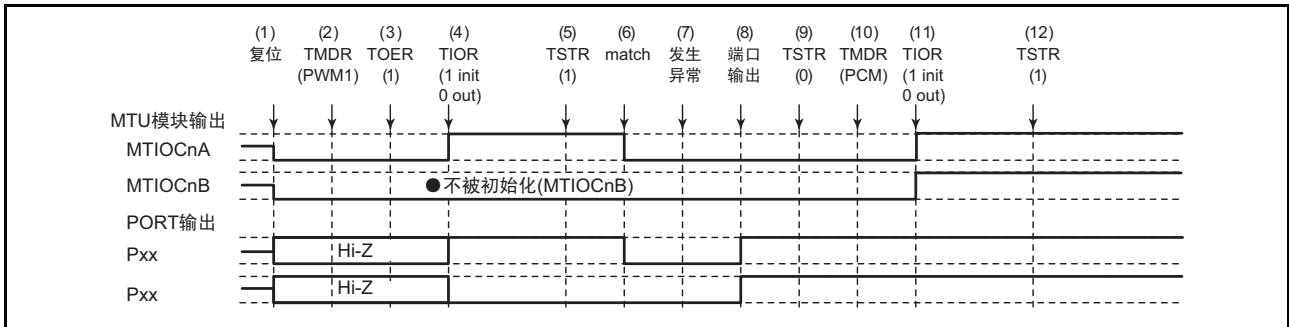 (1) (2) (3) (4) (5) (6) (7) (8) (9) (10) (11) (12)
复位 TMDR TOER TIOR TSTR match 发生 端口 TSTR TMDR TIOR TSTR
(PWM1) (1) (1 init (1) 异常 输出 (0) (PCM) (1 init (1)
0 out) 0 out)
MTU模块输出
MTIOCnA
MTIOCnB ●不被初始化(MTIOCnB)
PORT输出
Pxx Hi-Z
Pxx Hi-Z